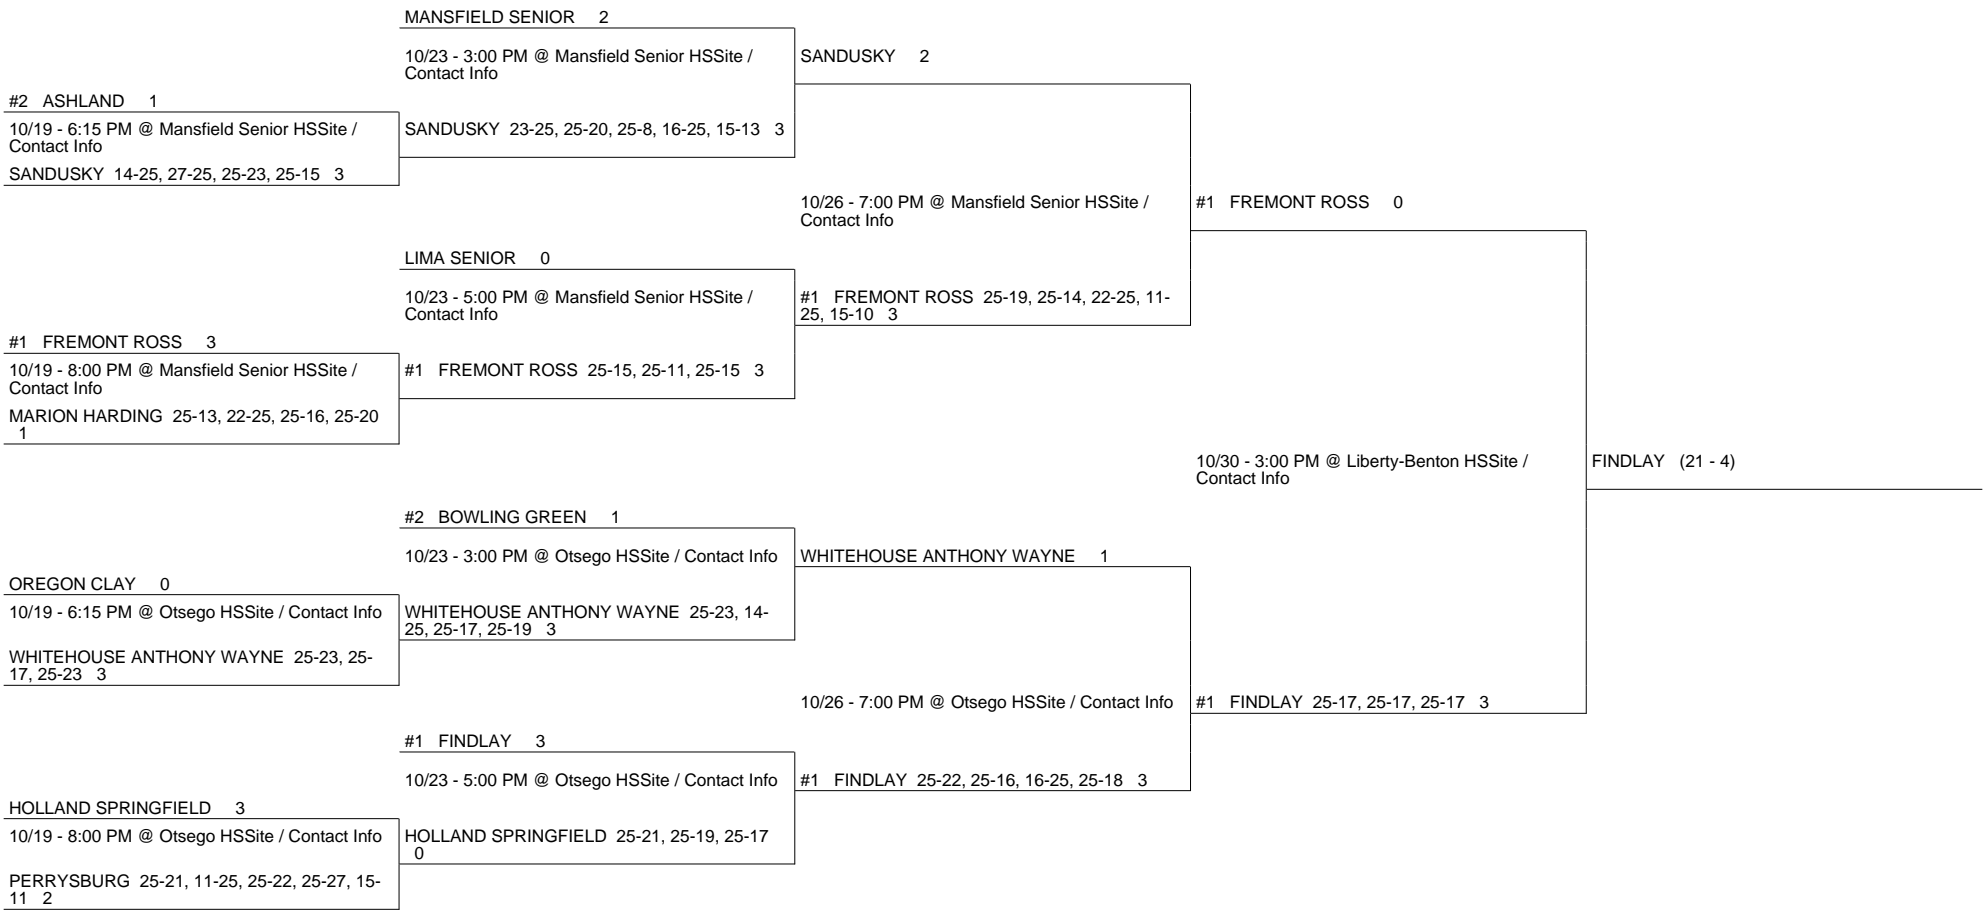 MANSFIELD SENIOR 2
10/23 - 3:00 PM @ Mansfield Senior HSSite /
Contact Info
SANDUSKY 2
#2 ASHLAND 1
10/19 - 6:15 PM @ Mansfield Senior HSSite /
Contact Info
SANDUSKY 23-25, 25-20, 25-8, 16-25, 15-13 3
SANDUSKY 14-25, 27-25, 25-23, 25-15 3
10/26 - 7:00 PM @ Mansfield Senior HSSite /
Contact Info
#1 FREMONT ROSS 0
LIMA SENIOR 0
10/23 - 5:00 PM @ Mansfield Senior HSSite /
Contact Info
#1 FREMONT ROSS 25-19, 25-14, 22-25, 11-
25, 15-10 3
#1 FREMONT ROSS 3
10/19 - 8:00 PM @ Mansfield Senior HSSite /
Contact Info
#1 FREMONT ROSS 25-15, 25-11, 25-15 3
MARION HARDING 25-13, 22-25, 25-16, 25-20
1
10/30 - 3:00 PM @ Liberty-Benton HSSite /
Contact Info
FINDLAY (21 - 4)
#2 BOWLING GREEN 1
10/23 - 3:00 PM @ Otsego HSSite / Contact Info
WHITEHOUSE ANTHONY WAYNE 1
OREGON CLAY 0
10/19 - 6:15 PM @ Otsego HSSite / Contact Info
WHITEHOUSE ANTHONY WAYNE 25-23, 14-
25, 25-17, 25-19 3
WHITEHOUSE ANTHONY WAYNE 25-23, 25-
17, 25-23 3
10/26 - 7:00 PM @ Otsego HSSite / Contact Info
#1 FINDLAY 25-17, 25-17, 25-17 3
#1 FINDLAY 3
10/23 - 5:00 PM @ Otsego HSSite / Contact Info
#1 FINDLAY 25-22, 25-16, 16-25, 25-18 3
HOLLAND SPRINGFIELD 3
10/19 - 8:00 PM @ Otsego HSSite / Contact Info
HOLLAND SPRINGFIELD 25-21, 25-19, 25-17
0
PERRYSBURG 25-21, 11-25, 25-22, 25-27, 15-
11 2